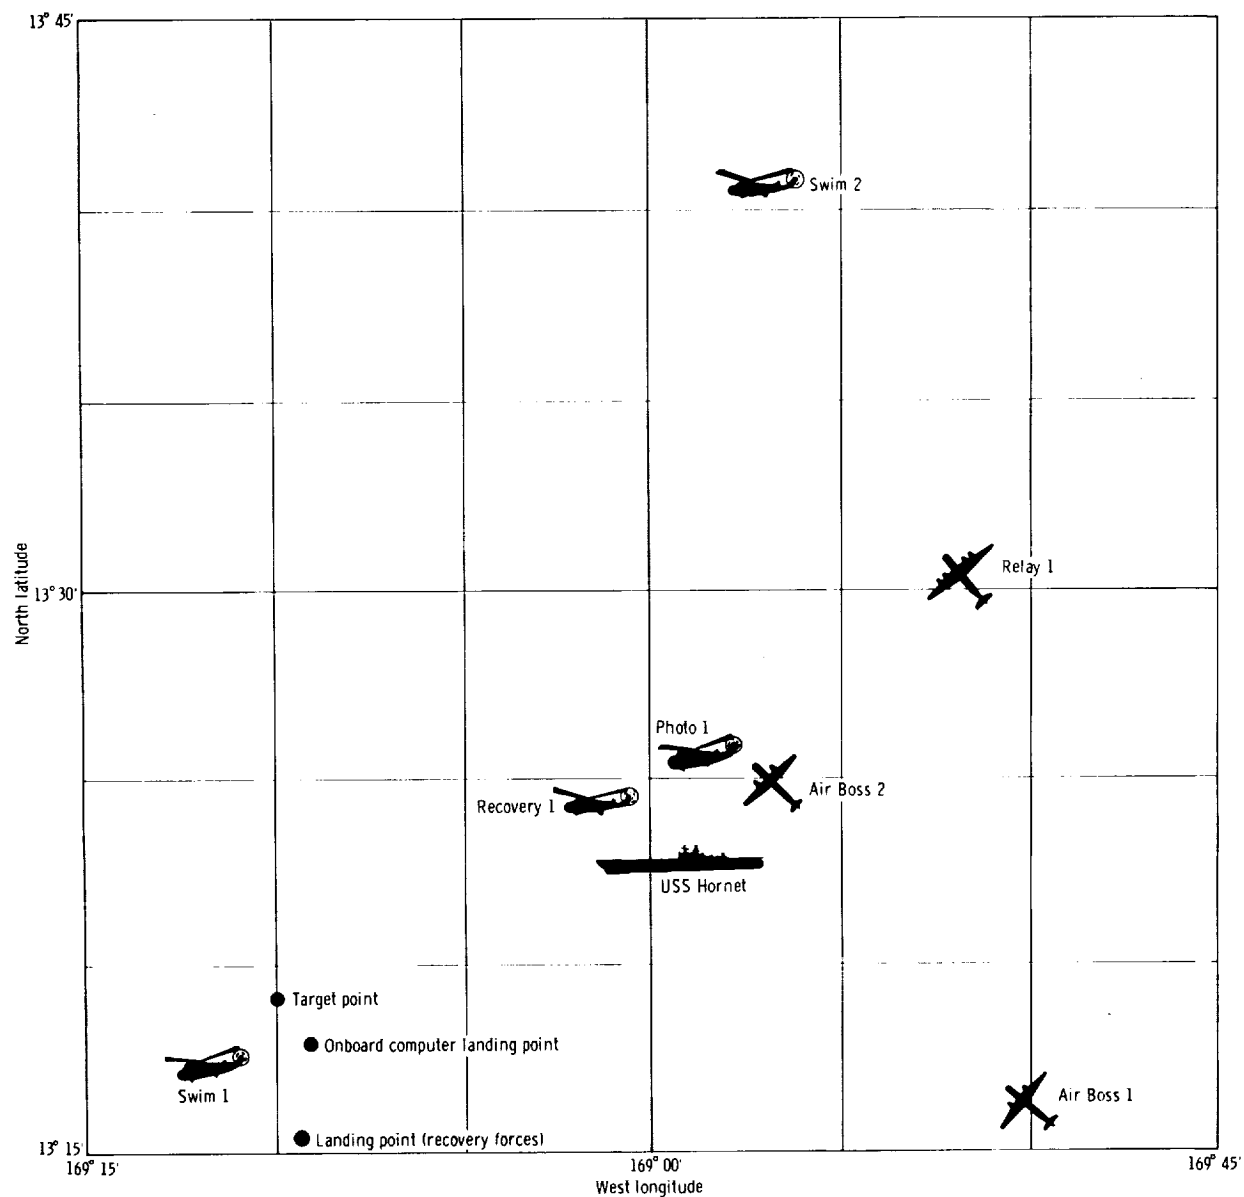 13° 45'
Swim 2
Relay 1
North latitude
13° 30'
Photo 1
Air Boss 2
Recovery 1
USS Hornet
Target point
Onboard computer landing point
Swim 1
Air Boss 1
Landing point (recovery forces)
13° 15'
169° 15'
169° 00'
169° 45'
West longitude